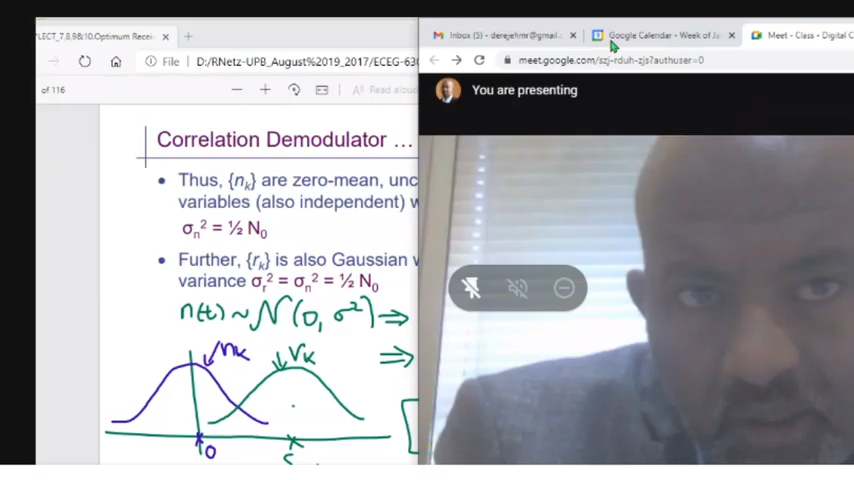 *LECT_7,8,9&10.Optimum Recei
Inbox (5) - derejehmr@gmail.
Google Calendar - Week of Ja
Meet - Class - Digital C
File
D:/RNetz-UPB_August%2019_2017/ECEG-630
meet.google.com/szj-rduh-zjs?authuser=0
of 116
Read aloud
You are presenting
Correlation Demodulator …
• Thus, {nk} are zero-mean, unc
variables (also independent) w
σn² = ½ N0
• Further, {rk} is also Gaussian w
variance σr² = σn² = ½ N0
n(t) ~ N(0, σ²) ⇒
nk
rk
⇒
0